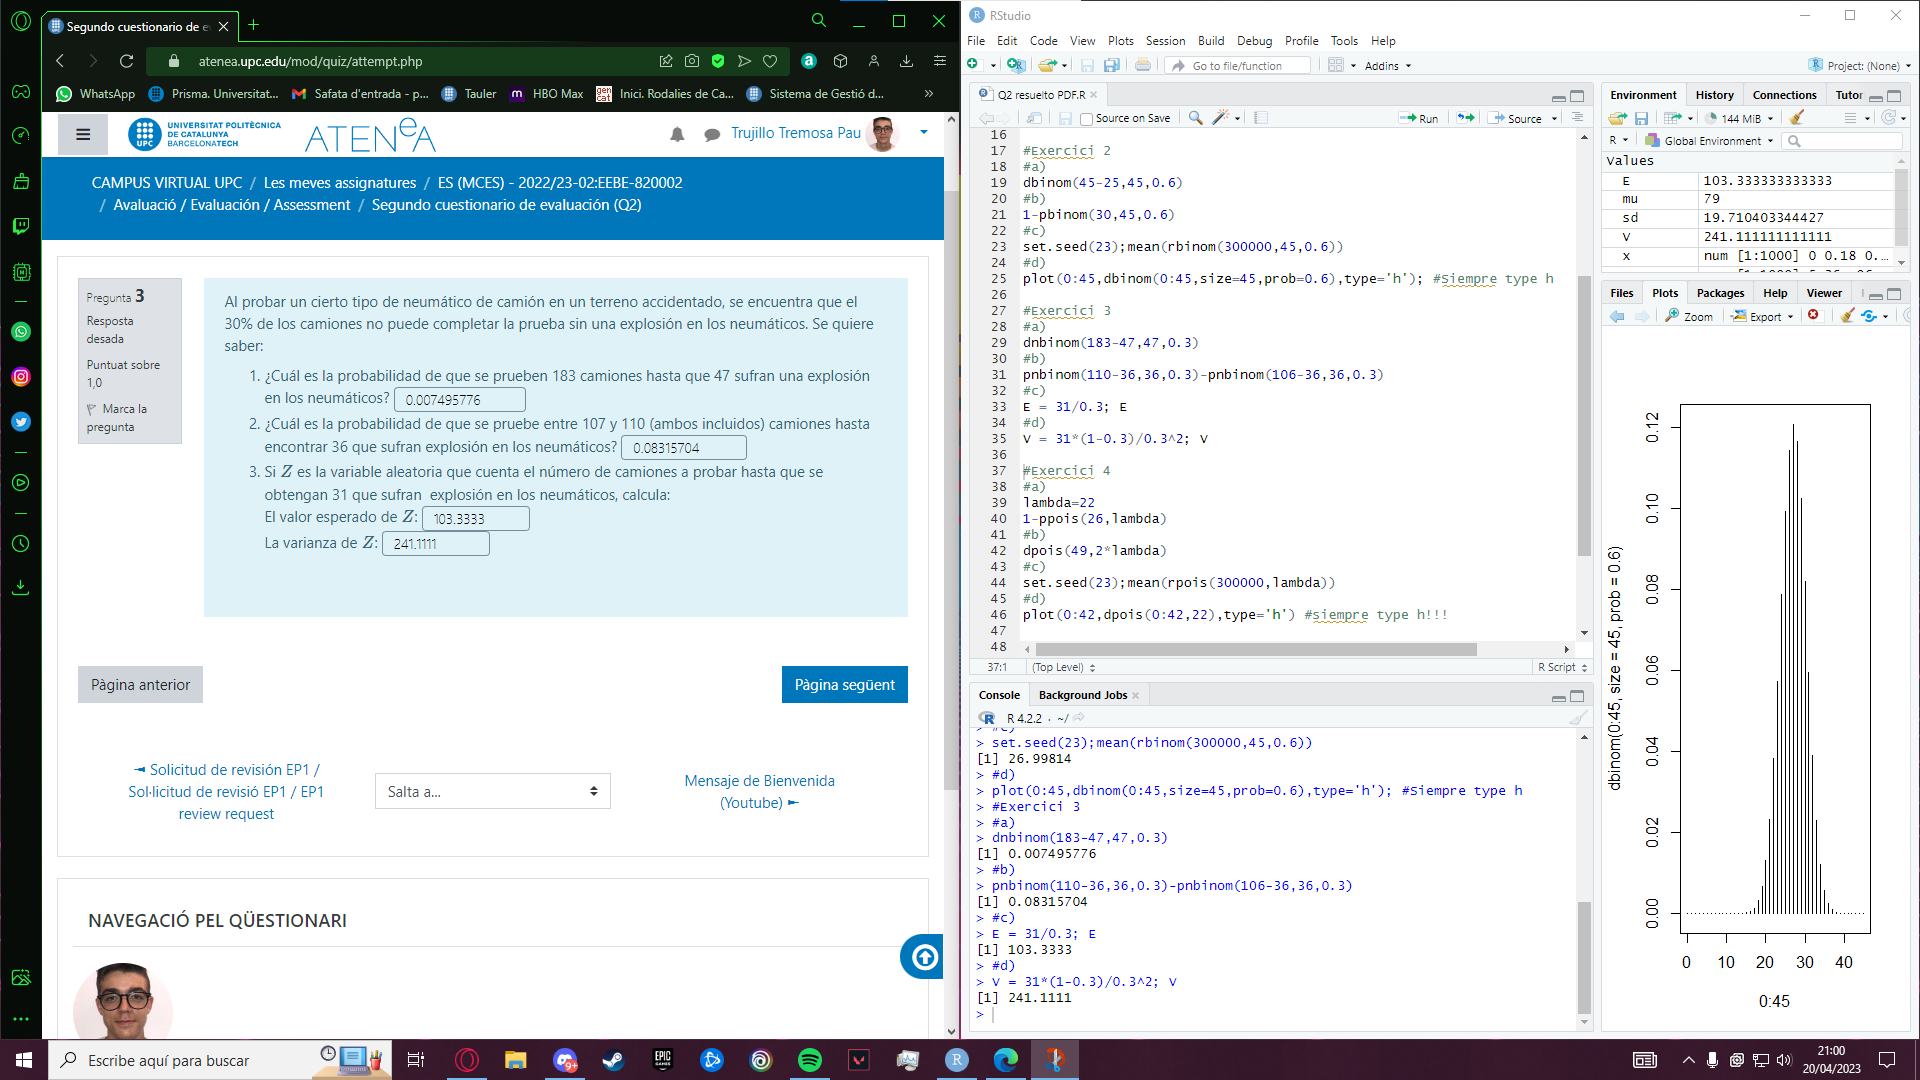 Segundo cuestionario de e
atenea.upc.edu/mod/quiz/attempt.php
WhatsApp
Prisma. Universitat...
Safata d'entrada - p...
Tauler
HBO Max
gen
cat
Inici. Rodalies de Ca...
Sistema de Gestió d...
UNIVERSITAT POLITÈCNICA
DE CATALUNYA
BARCELONATECH
UPC
ATENeA
Trujillo Tremosa Pau
CAMPUS VIRTUAL UPC / Les meves assignatures / ES (MCES) - 2022/23-02:EEBE-820002
/ Avaluació / Evaluación / Assessment / Segundo cuestionario de evaluación (Q2)
Pregunta 3
Resposta
desada
Puntuat sobre
1,0
Marca la
pregunta
Al probar un cierto tipo de neumático de camión en un terreno accidentado, se encuentra que el
30% de los camiones no puede completar la prueba sin una explosión en los neumáticos. Se quiere
saber:
1. ¿Cuál es la probabilidad de que se prueben 183 camiones hasta que 47 sufran una explosión
en los neumáticos? 0.007495776
2. ¿Cuál es la probabilidad de que se pruebe entre 107 y 110 (ambos incluidos) camiones hasta
encontrar 36 que sufran explosión en los neumáticos? 0.08315704
3. Si Z es la variable aleatoria que cuenta el número de camiones a probar hasta que se
obtengan 31 que sufran explosión en los neumáticos, calcula:
El valor esperado de Z: 103.3333
La varianza de Z: 241.1111
Pàgina anterior
Pàgina següent
◄ Solicitud de revisión EP1 /
Sol·licitud de revisió EP1 / EP1
review request
Salta a...
Mensaje de Bienvenida
(Youtube) ►
NAVEGACIÓ PEL QÜESTIONARI
RStudio
File Edit Code View Plots Session Build Debug Profile Tools Help
Go to file/function
Addins
Project: (None)
Q2 resuelto PDF.R
Source on Save
Run
Source
16
17 #Exercici 2
18 #a)
19 dbinom(45-25,45,0.6)
20 #b)
21 1-pbinom(30,45,0.6)
22 #c)
23 set.seed(23);mean(rbinom(300000,45,0.6))
24 #d)
25 plot(0:45,dbinom(0:45,size=45,prob=0.6),type='h'); #Siempre type h
26
27 #Exercici 3
28 #a)
29 dnbinom(183-47,47,0.3)
30 #b)
31 pnbinom(110-36,36,0.3)-pnbinom(106-36,36,0.3)
32 #c)
33 E = 31/0.3; E
34 #d)
35 V = 31*(1-0.3)/0.3^2; V
36
37 #Exercici 4
38 #a)
39 lambda=22
40 1-ppois(26,lambda)
41 #b)
42 dpois(49,2*lambda)
43 #c)
44 set.seed(23);mean(rpois(300000,lambda))
45 #d)
46 plot(0:42,dpois(0:42,22),type='h') #siempre type h!!!
47
48
37:1 (Top Level) R Script
Console Background Jobs
R 4.2.2 · ~/
> set.seed(23);mean(rbinom(300000,45,0.6))
[1] 26.99814
> #d)
> plot(0:45,dbinom(0:45,size=45,prob=0.6),type='h'); #Siempre type h
> #Exercici 3
> #a)
> dnbinom(183-47,47,0.3)
[1] 0.007495776
> #b)
> pnbinom(110-36,36,0.3)-pnbinom(106-36,36,0.3)
[1] 0.08315704
> #c)
> E = 31/0.3; E
[1] 103.3333
> #d)
> V = 31*(1-0.3)/0.3^2; V
[1] 241.1111
>
Environment History Connections Tutor
144 MiB
R Global Environment
Values
E 103.333333333333
mu 79
sd 19.710403344427
V 241.111111111111
x num [1:1000] 0 0.18 0...
Files Plots Packages Help Viewer
Zoom Export
dbinom(0:45, size = 45, prob = 0.6)
0.12
0.10
0.08
0.06
0.04
0.02
0.00
0 10 20 30 40
0:45
Escribe aquí para buscar
9+
EPIC
GAMES
21:00
20/04/2023